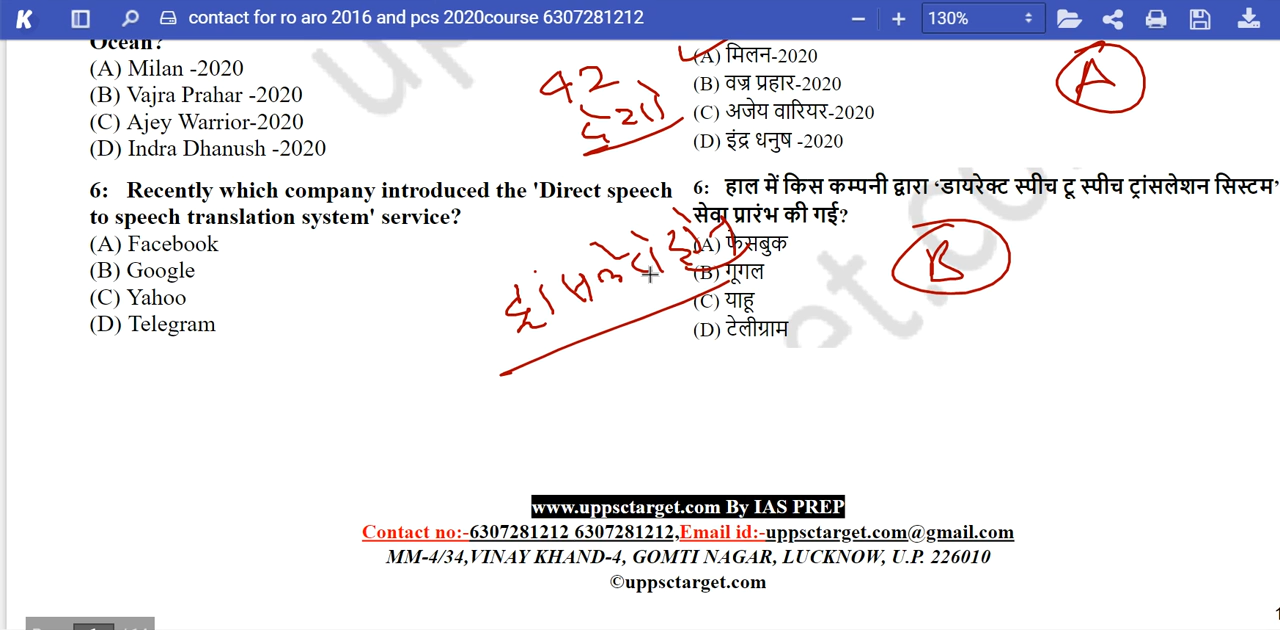 contact for ro aro 2016 and pcs 2020course 6307281212
130%
Ocean?
(A) Milan -2020
(B) Vajra Prahar -2020
(C) Ajey Warrior-2020
(D) Indra Dhanush -2020
(A) मिलन-2020
(B) वज्र प्रहार-2020
(C) अजेय वारियर-2020
(D) इंद्र धनुष -2020
42
A
6: Recently which company introduced the 'Direct speech
to speech translation system' service?
(A) Facebook
(B) Google
(C) Yahoo
(D) Telegram
6: हाल में किस कम्पनी द्वारा 'डायरेक्ट स्पीच टू स्पीच ट्रांसलेशन सिस्टम'
सेवा प्रारंभ की गई?
(A) फेसबुक
(B) गूगल
(C) याहू
(D) टेलीग्राम
B
www.uppsctarget.com By IAS PREP
Contact no:-6307281212 6307281212,Email id:-uppsctarget.com@gmail.com
MM-4/34,VINAY KHAND-4, GOMTI NAGAR, LUCKNOW, U.P. 226010
©uppsctarget.com